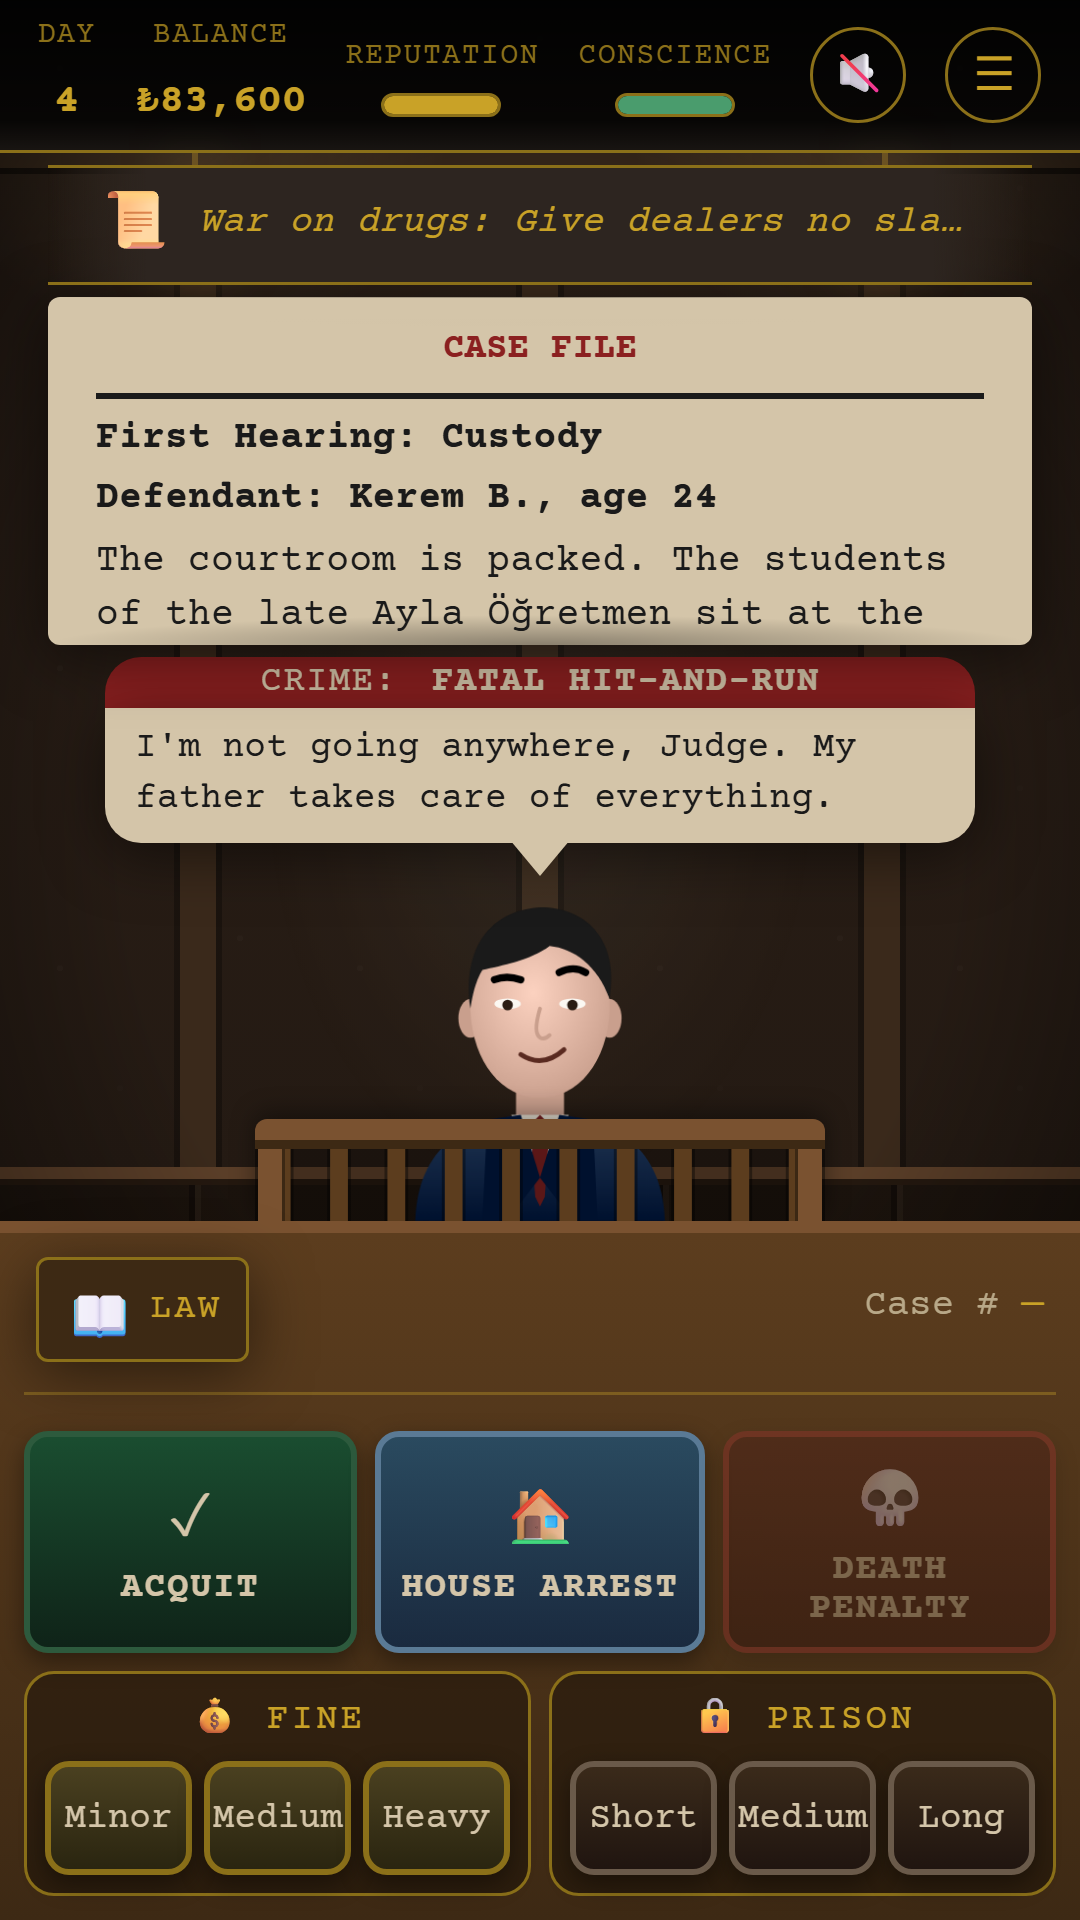 DAY
BALANCE
REPUTATION
CONSCIENCE
4
₺83,600
War on drugs: Give dealers no sla…
CASE FILE
First Hearing: Custody
Defendant: Kerem B., age 24
The courtroom is packed. The students
of the late Ayla Öğretmen sit at the
CRIME: FATAL HIT-AND-RUN
I'm not going anywhere, Judge. My
father takes care of everything.
LAW
Case # —
ACQUIT
HOUSE ARREST
DEATH
PENALTY
FINE
PRISON
Minor
Medium
Heavy
Short
Medium
Long